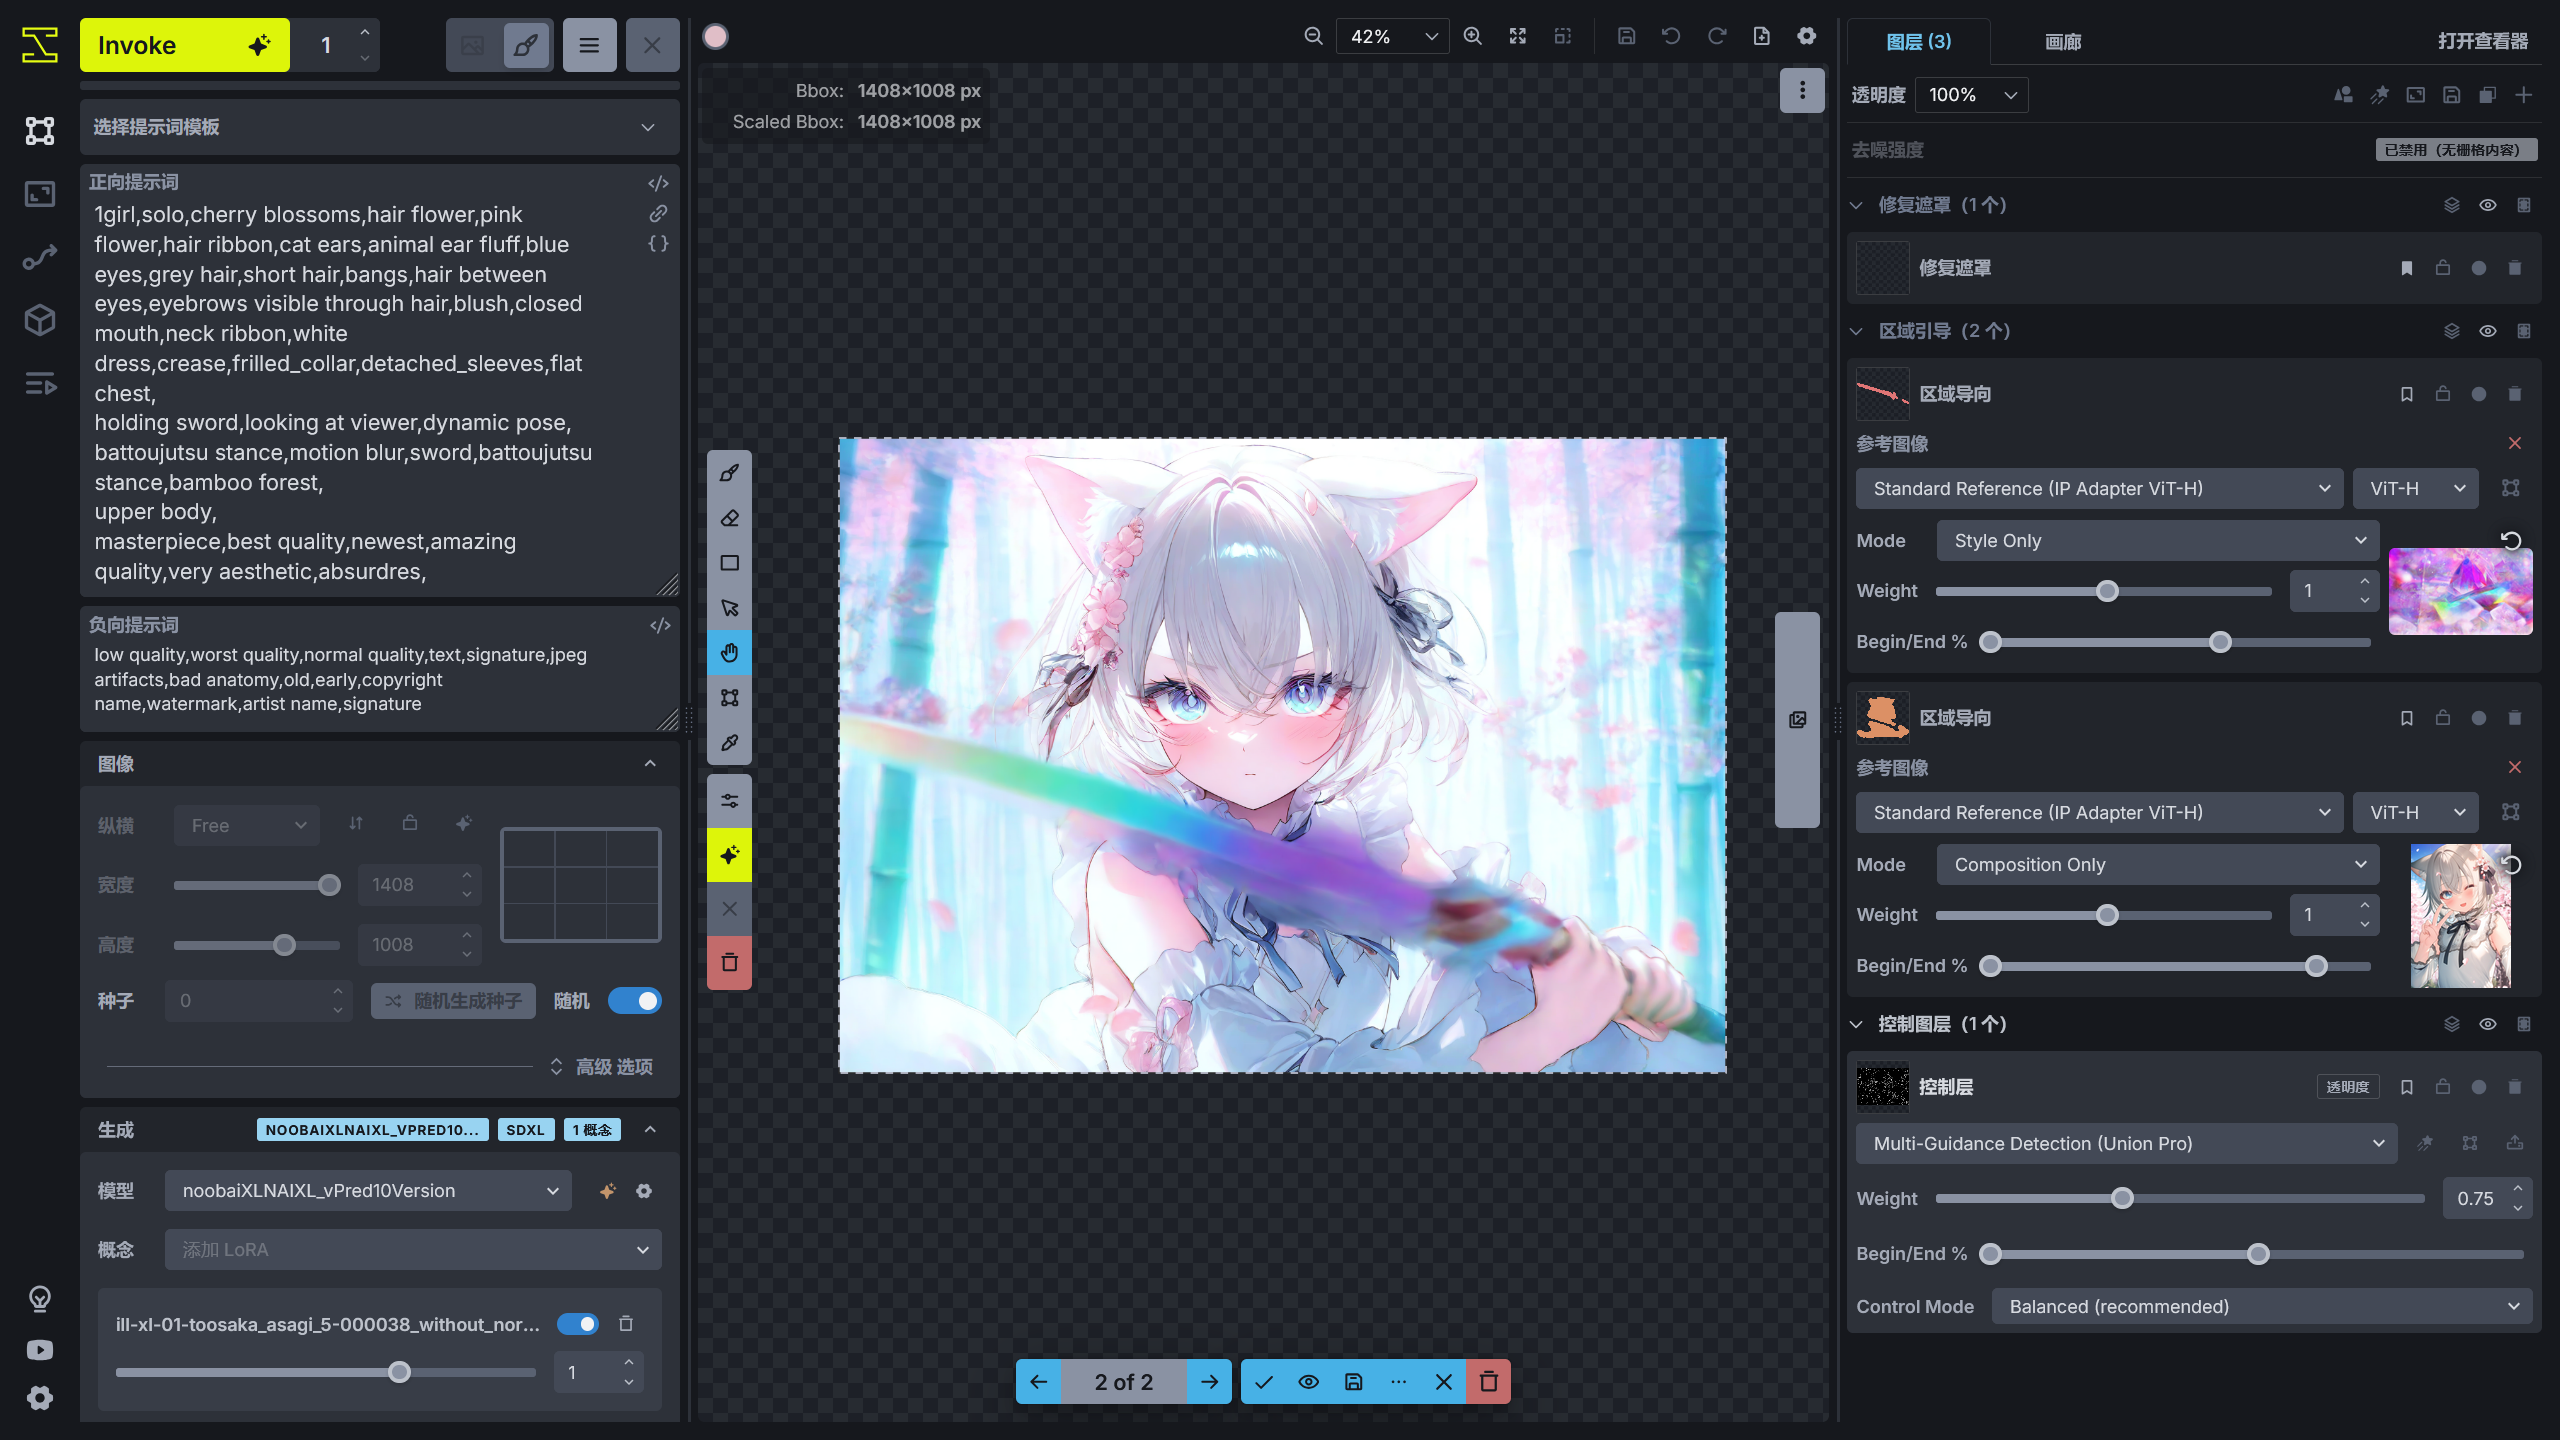 Invoke
1
选择提示词模板
正向提示词
1girl,solo,cherry blossoms,hair flower,pink
flower,hair ribbon,cat ears,animal ear fluff,blue
eyes,grey hair,short hair,bangs,hair between
eyes,eyebrows visible through hair,blush,closed
mouth,neck ribbon,white
dress,crease,frilled_collar,detached_sleeves,flat
chest,
holding sword,looking at viewer,dynamic pose,
battoujutsu stance,motion blur,sword,battoujutsu
stance,bamboo forest,
upper body,
masterpiece,best quality,newest,amazing
quality,very aesthetic,absurdres,
负向提示词
low quality,worst quality,normal quality,text,signature,jpeg
artifacts,bad anatomy,old,early,copyright
name,watermark,artist name,signature
图像
纵横 Free
宽度 1408
高度 1008
种子 0 随机生成种子 随机
高级 选项
生成 NOOBAIXLNAIXL_VPRED10... SDXL 1 概念
模型 noobaiXLNAIXL_vPred10Version
概念 添加 LoRA
ill-xl-01-toosaka_asagi_5-000038_without_nor...
1
42%
Bbox: 1408×1008 px
Scaled Bbox: 1408×1008 px
2 of 2
图层 (3) 画廊 打开查看器
透明度 100%
去噪强度 已禁用（无栅格内容）
修复遮罩（1 个）
修复遮罩
区域引导（2 个）
区域导向
参考图像
Standard Reference (IP Adapter ViT-H) ViT-H
Mode Style Only
Weight 1
Begin/End %
区域导向
参考图像
Standard Reference (IP Adapter ViT-H) ViT-H
Mode Composition Only
Weight 1
Begin/End %
控制图层（1 个）
控制层 透明度
Multi-Guidance Detection (Union Pro)
Weight 0.75
Begin/End %
Control Mode Balanced (recommended)